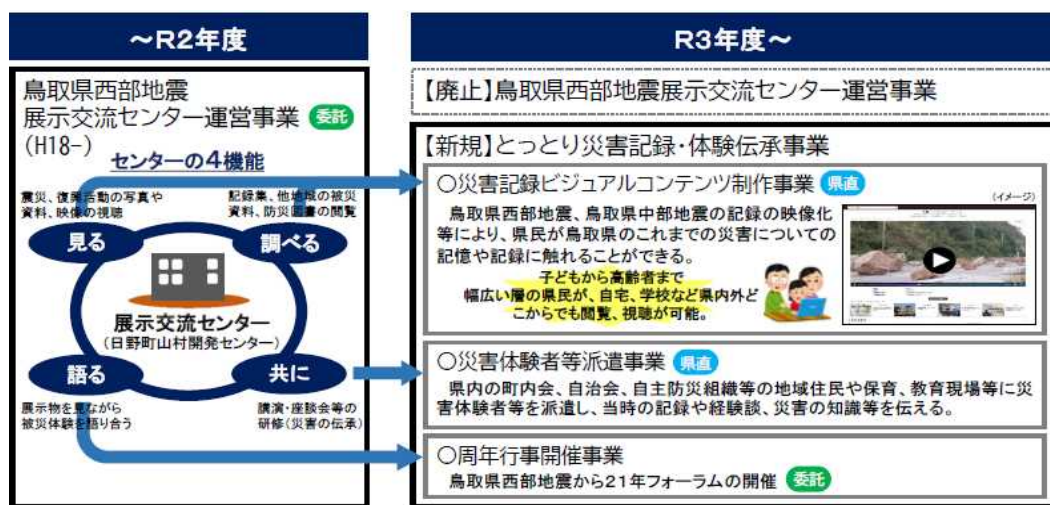 ～R2年度
鳥取県西部地震
展示交流センター運営事業 委託
(H18-)
センターの4機能
震災、復興活動の写真や
資料、映像の視聴
記録集、他地域の被災
資料、防災図書の閲覧
見る
調べる
展示交流センター
(日野町山村開発センター)
語る
共に
展示物を見ながら
被災体験を語り合う
講演・座談会等の
研修(災害の伝承)
R3年度～
【廃止】鳥取県西部地震展示交流センター運営事業
【新規】とっとり災害記録・体験伝承事業
○災害記録ビジュアルコンテンツ制作事業 県直
(イメージ)
鳥取県西部地震、鳥取県中部地震の記録の映像化
等により、県民が鳥取県のこれまでの災害についての
記憶や記録に触れることができる。
子どもから高齢者まで
幅広い層の県民が、自宅、学校など県内外ど
こからでも閲覧、視聴が可能。
○災害体験者等派遣事業 県直
県内の町内会、自治会、自主防災組織等の地域住民や保育、教育現場等に災
害体験者等を派遣し、当時の記録や経験談、災害の知識等を伝える。
○周年行事開催事業
鳥取県西部地震から21年フォーラムの開催 委託